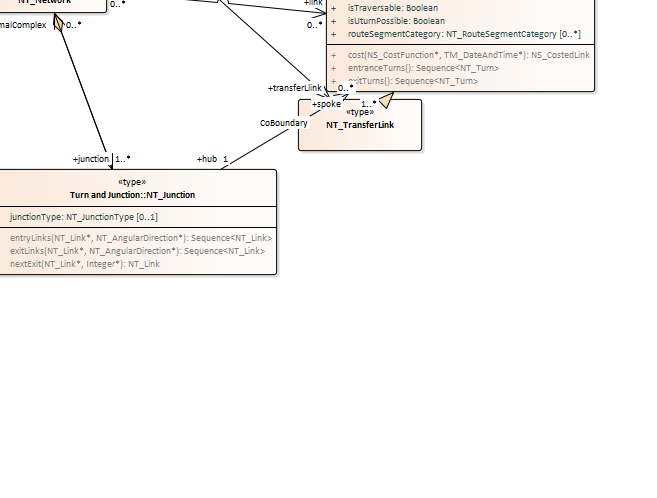 NT_Network
0..*
+link
isTraversable: Boolean
isUturnPossible: Boolean
malComplex
0..*
0..*
routeSegmentCategory: NT_RouteSegmentCategory [0..*]
+ cost(NS_CostFunction*, TM_DateAndTime*): NS_CostedLink
+ entranceTurns(): Sequence<NT_Turn>
+ exitTurns(): Sequence<NT_Turn>
+transferLlink
0..*
+spoke
1..*
«type»
NT_TransferLink
CoBoundary
+junction
1..*
+hub
1
«type»
Turn and Junction::NT_Junction
junctionType: NT_JunctionType [0..1]
entryLinks(NT_Link*, NT_AngularDirection*): Sequence<NT_Link>
exitLinks(NT_Link*, NT_AngularDirection*): Sequence<NT_Link>
nextExit(NT_Link*, Integer*): NT_Link